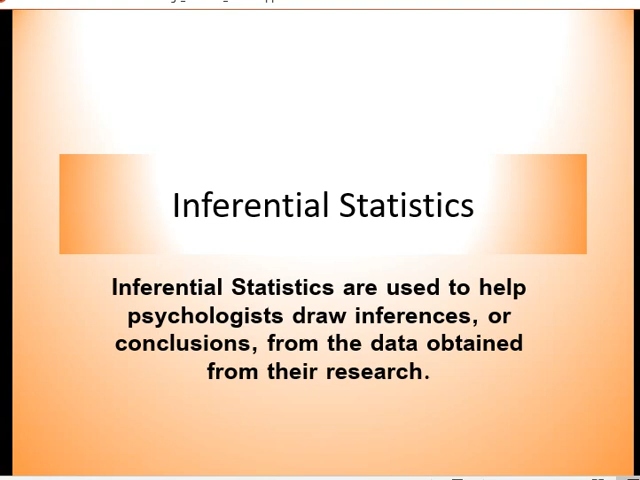 Inferential Statistics
Inferential Statistics are used to help
psychologists draw inferences, or
conclusions, from the data obtained
from their research.